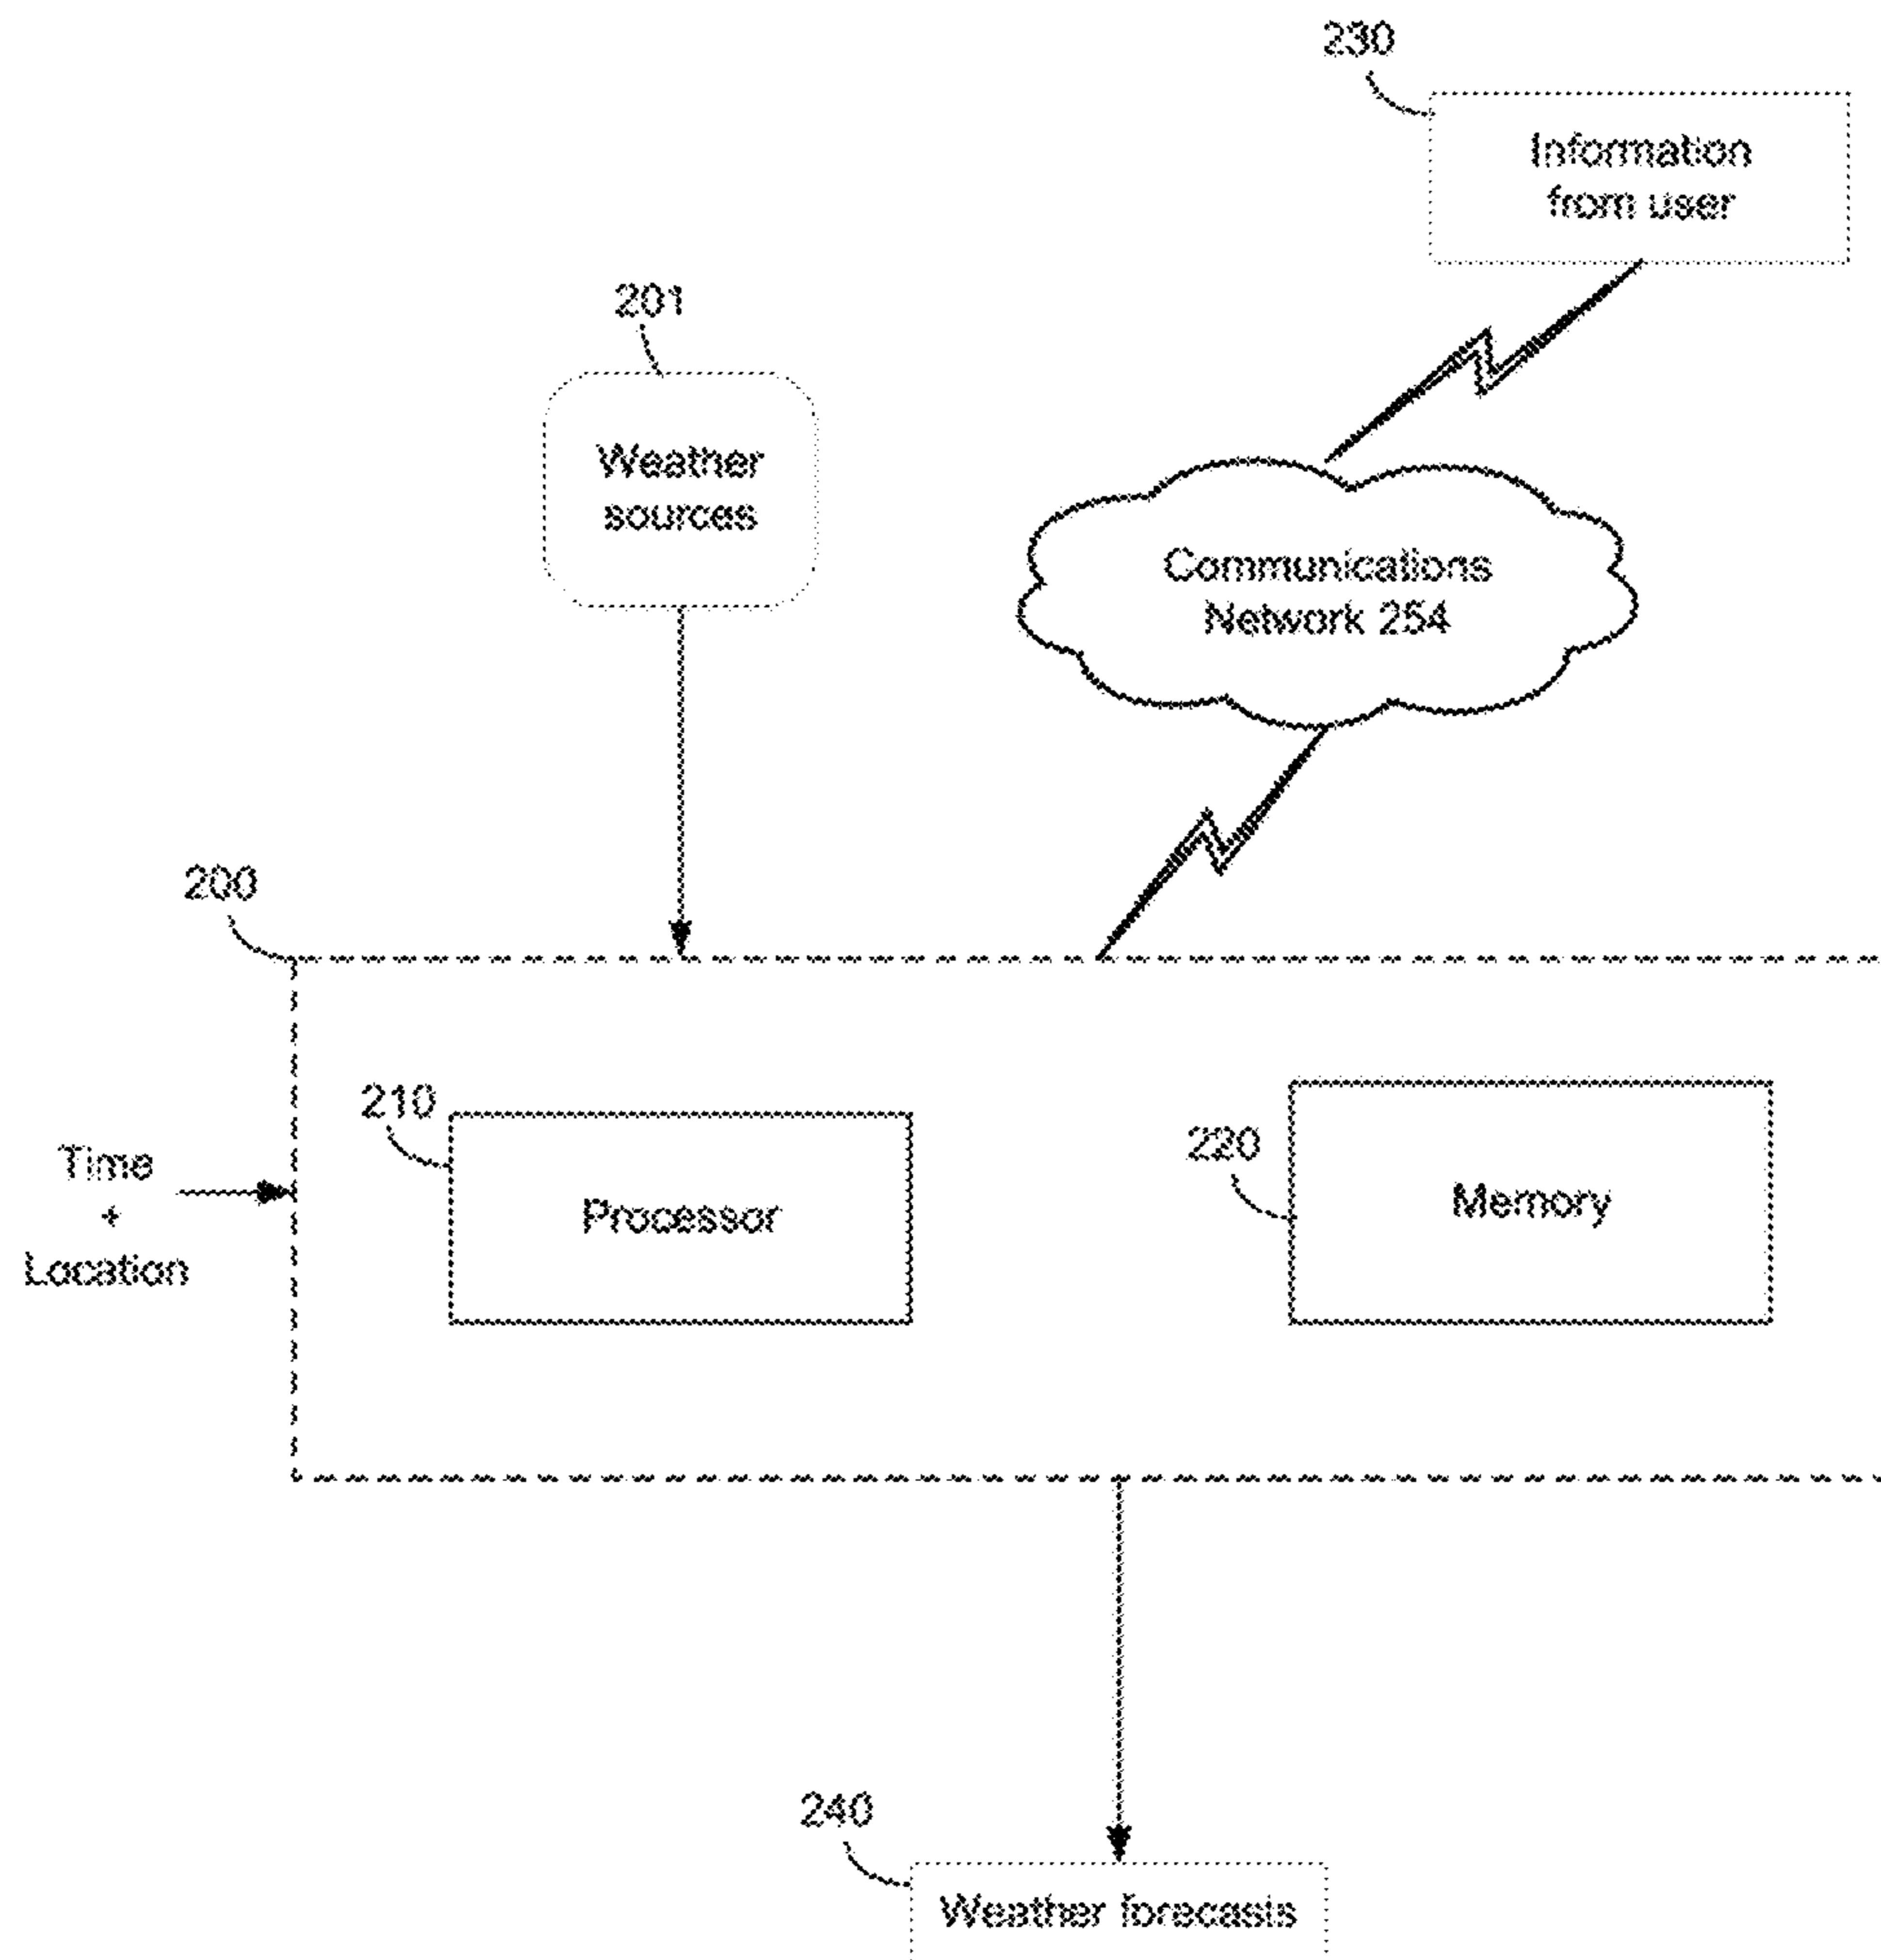 230
Information
from user
201
Weather
sources
Communications
Network 254
200
210
Processor
220
Memory
Time
+
Location
240
Weather forecasts